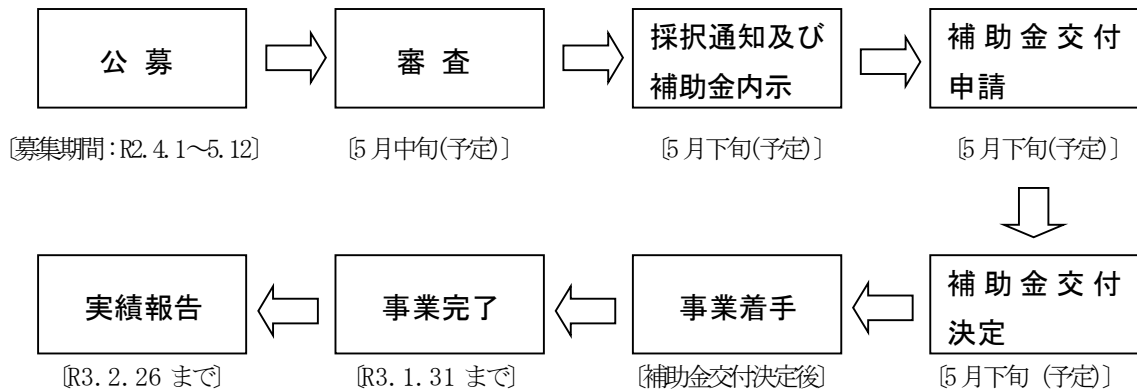 公 募
審 査
採択通知及び
補助金内示
補助金交付
申請
〔募集期間:R2.4.1～5.12〕
〔5月中旬(予定)〕
〔5月下旬(予定)〕
〔5月下旬(予定)〕
補助金交付
決定
事業着手
事業完了
実績報告
〔5月下旬（予定)〕
〔補助金交付決定後〕
〔R3.1.31 まで〕
〔R3.2.26 まで〕